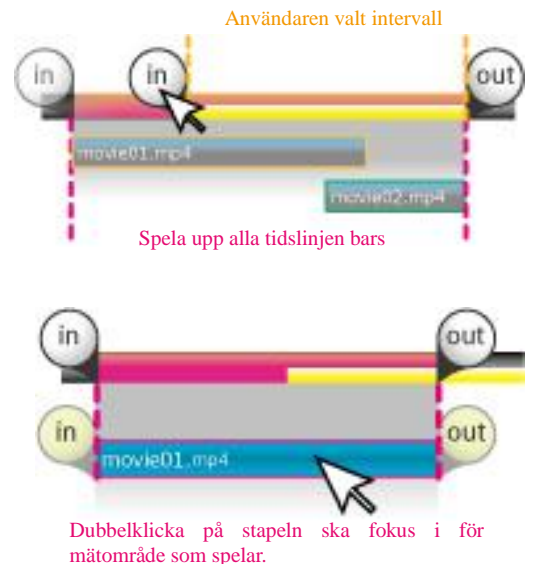 Användaren valt intervall
in in out
movie01.mp4
movie02.mp4
Spela upp alla tidslinjen bars
in out
in out
movie01.mp4
Dubbelklicka på stapeln ska fokus i för
mätområde som spelar.